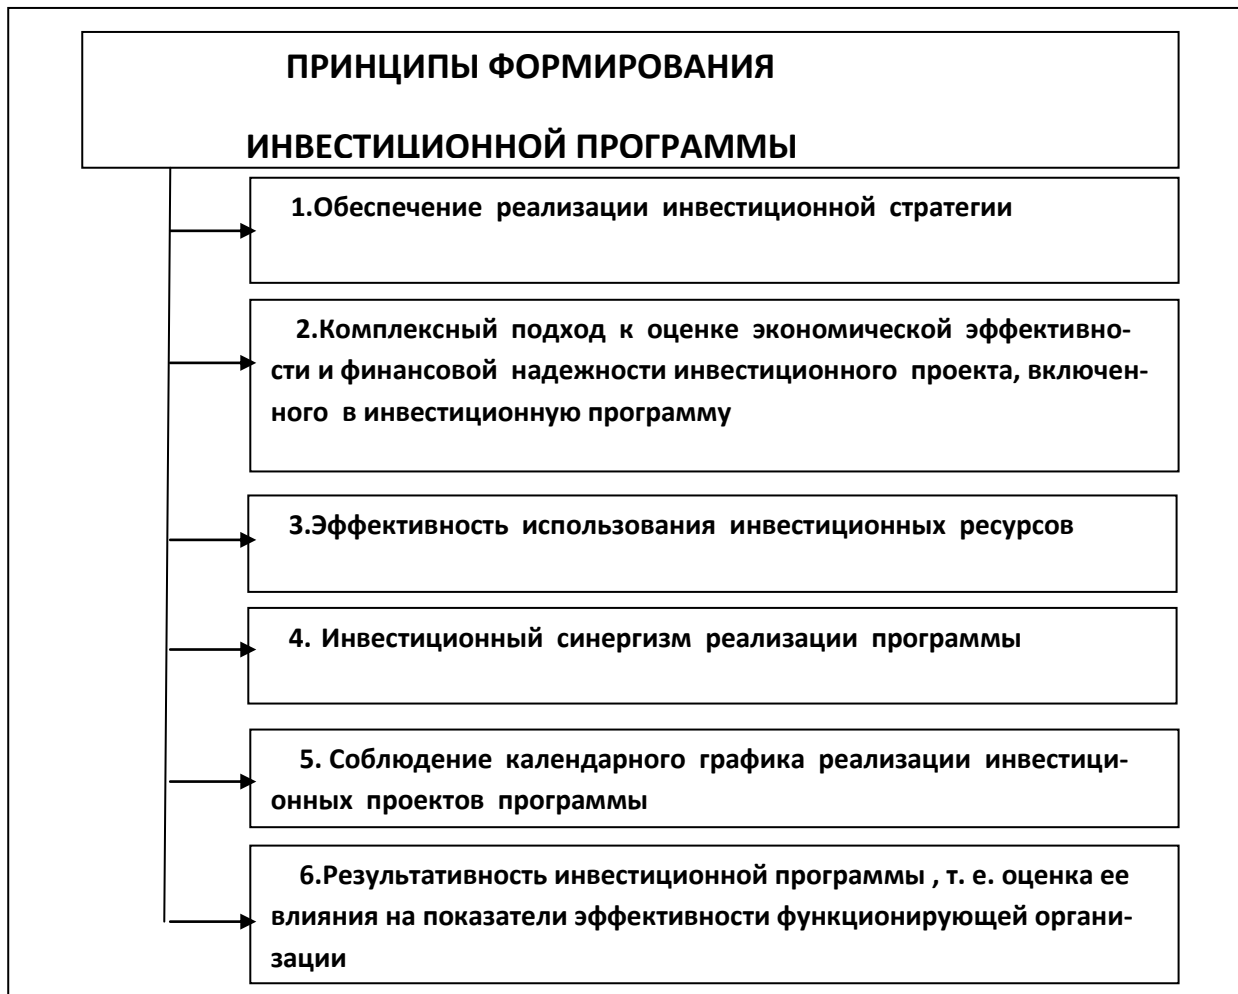 ПРИНЦИПЫ ФОРМИРОВАНИЯ
ИНВЕСТИЦИОННОЙ ПРОГРАММЫ
1.Обеспечение реализации инвестиционной стратегии
2.Комплексный подход к оценке экономической эффективно-
сти и финансовой надежности инвестиционного проекта, включен-
ного в инвестиционную программу
3.Эффективность использования инвестиционных ресурсов
4. Инвестиционный синергизм реализации программы
5. Соблюдение календарного графика реализации инвестици-
онных проектов программы
6.Результативность инвестиционной программы , т. е. оценка ее
влияния на показатели эффективности функционирующей органи-
зации